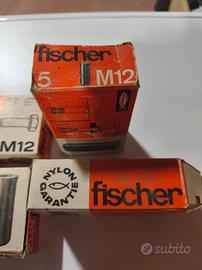 fischer
5 M12
M12
NYLON
GARANTIE
fischer
subito